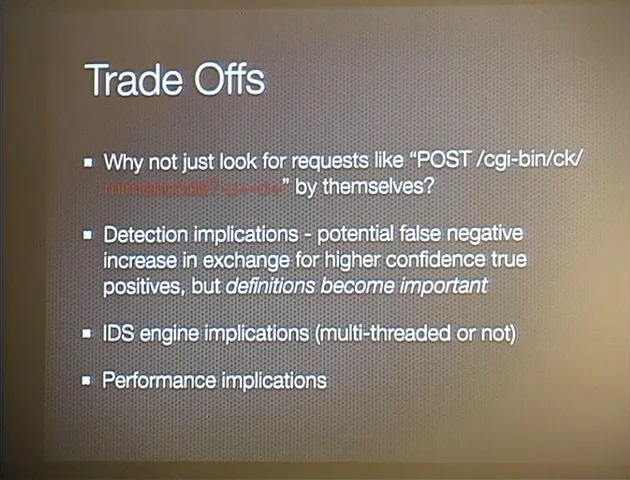 Trade Offs
▪ Why not just look for requests like “POST /cgi-bin/ck/
” by themselves?
▪ Detection implications - potential false negative
increase in exchange for higher confidence true
positives, but definitions become important
▪ IDS engine implications (multi-threaded or not)
▪ Performance implications